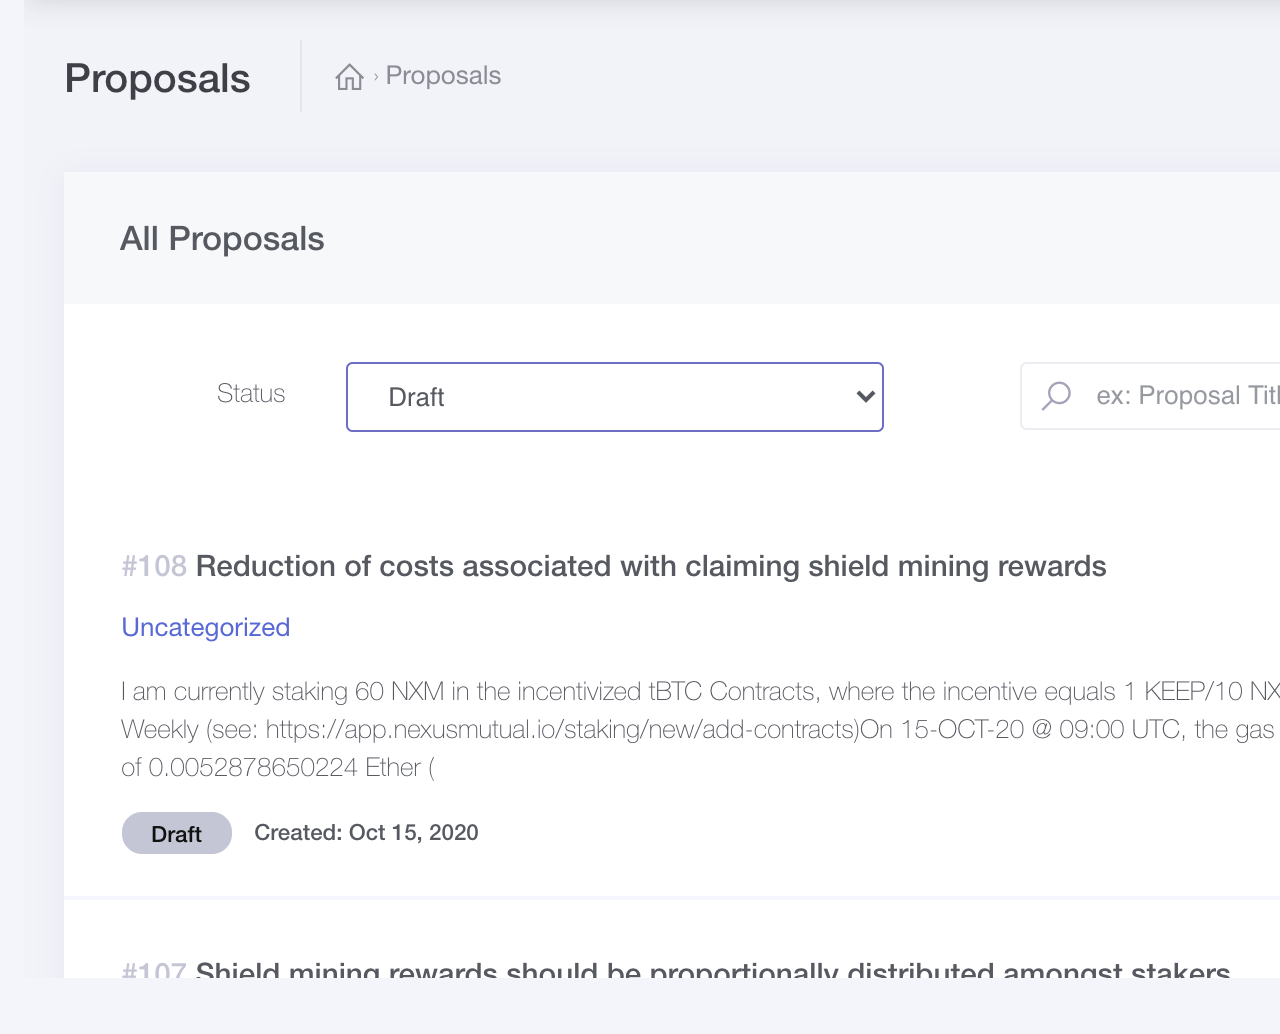 Proposals
› Proposals
All Proposals
Status
Draft
ex: Proposal Titl
#108 Reduction of costs associated with claiming shield mining rewards
Uncategorized
I am currently staking 60 NXM in the incentivized tBTC Contracts, where the incentive equals 1 KEEP/10 NX
Weekly (see: https://app.nexusmutual.io/staking/new/add-contracts)On 15-OCT-20 @ 09:00 UTC, the gas
of 0.0052878650224 Ether (
Draft
Created: Oct 15, 2020
#107 Shield mining rewards should be proportionally distributed amongst stakers